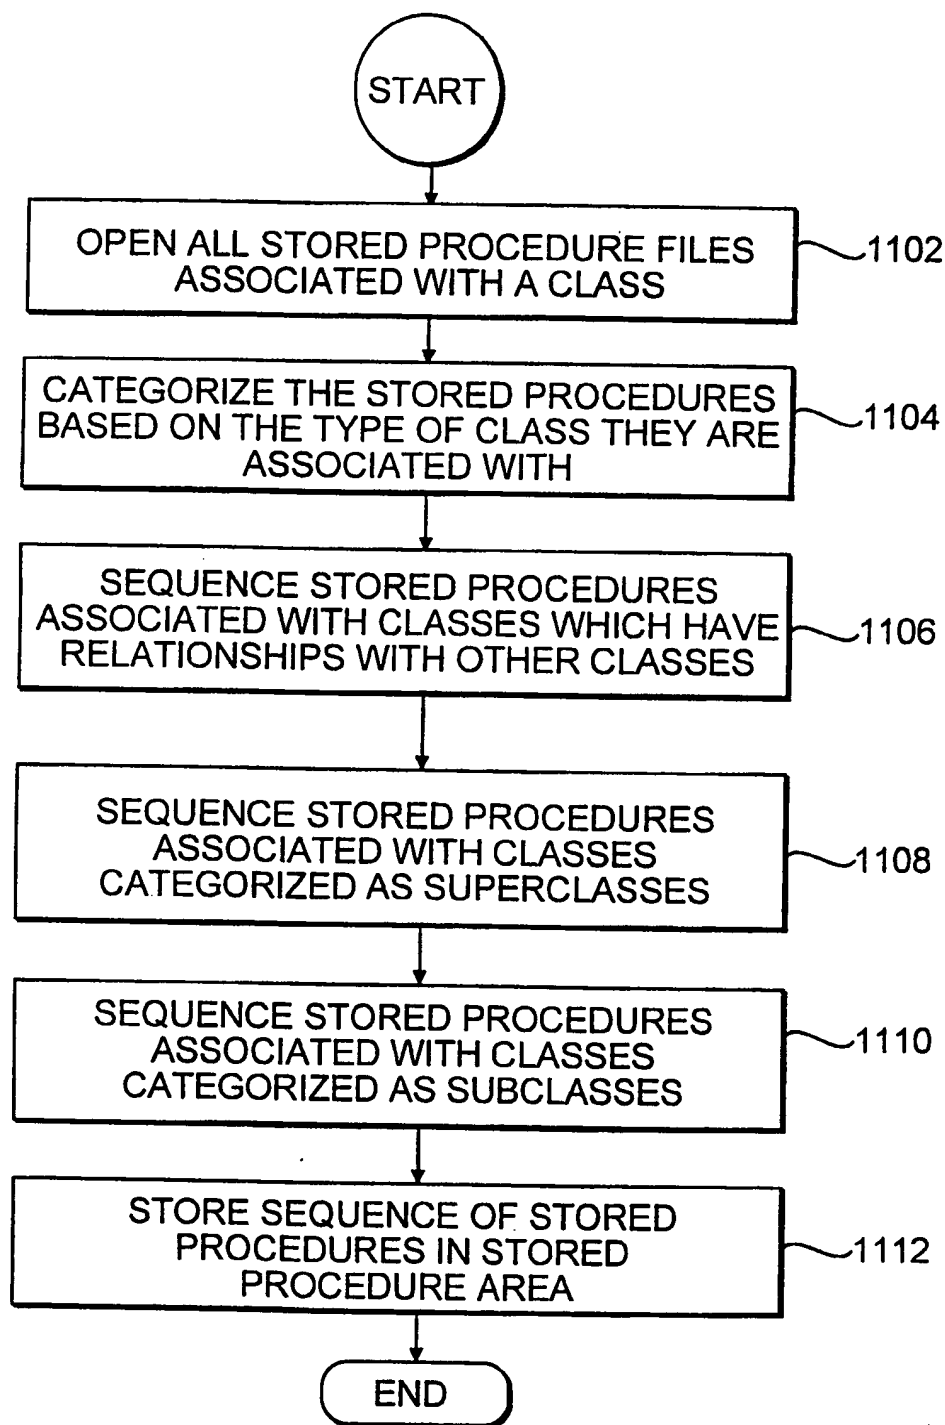 START
OPEN ALL STORED PROCEDURE FILES
ASSOCIATED WITH A CLASS
1102
CATEGORIZE THE STORED PROCEDURES
BASED ON THE TYPE OF CLASS THEY ARE
ASSOCIATED WITH
1104
SEQUENCE STORED PROCEDURES
ASSOCIATED WITH CLASSES WHICH HAVE
RELATIONSHIPS WITH OTHER CLASSES
1106
SEQUENCE STORED PROCEDURES
ASSOCIATED WITH CLASSES
CATEGORIZED AS SUPERCLASSES
1108
SEQUENCE STORED PROCEDURES
ASSOCIATED WITH CLASSES
CATEGORIZED AS SUBCLASSES
1110
STORE SEQUENCE OF STORED
PROCEDURES IN STORED
PROCEDURE AREA
1112
END